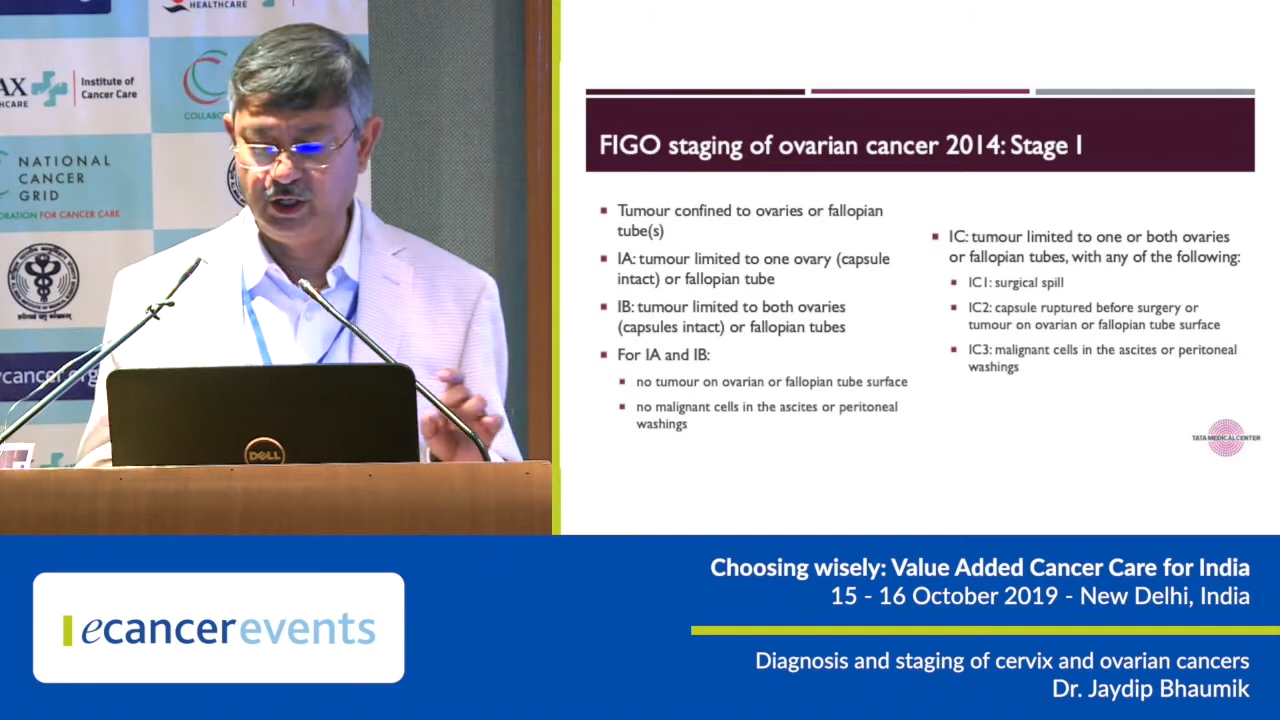 HEALTHCARE
AX
HCARE
Institute of
Cancer Care
COLLABO
NATIONAL
CANCER
GRID
ORATION FOR CANCER CARE
cancer.org
DELL
FIGO staging of ovarian cancer 2014: Stage I
Tumour confined to ovaries or fallopian
tube(s)
IA: tumour limited to one ovary (capsule
intact) or fallopian tube
IB: tumour limited to both ovaries
(capsules intact) or fallopian tubes
For IA and IB:
no tumour on ovarian or fallopian tube surface
no malignant cells in the ascites or peritoneal
washings
IC: tumour limited to one or both ovaries
or fallopian tubes, with any of the following:
IC1: surgical spill
IC2: capsule ruptured before surgery or
tumour on ovarian or fallopian tube surface
IC3: malignant cells in the ascites or peritoneal
washings
TATA MEDICAL CENTER
ecancerevents
Choosing wisely: Value Added Cancer Care for India
15 - 16 October 2019 - New Delhi, India
Diagnosis and staging of cervix and ovarian cancers
Dr. Jaydip Bhaumik